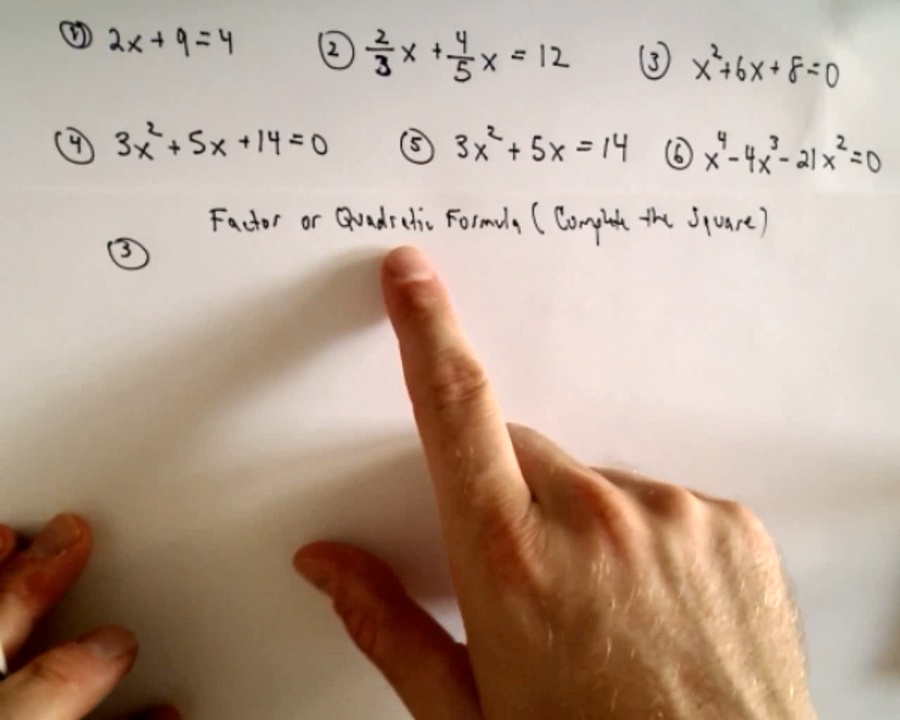 ① 2x + 9 = 4 ② 2/3 x + 4/5 x = 12 ③ x² + 6x + 8 = 0
④ 3x² + 5x + 14 = 0 ⑤ 3x² + 5x = 14 ⑥ x⁴ - 4x³ - 21x² = 0
Factor or Quadratic Formula (Complete the Square)
③